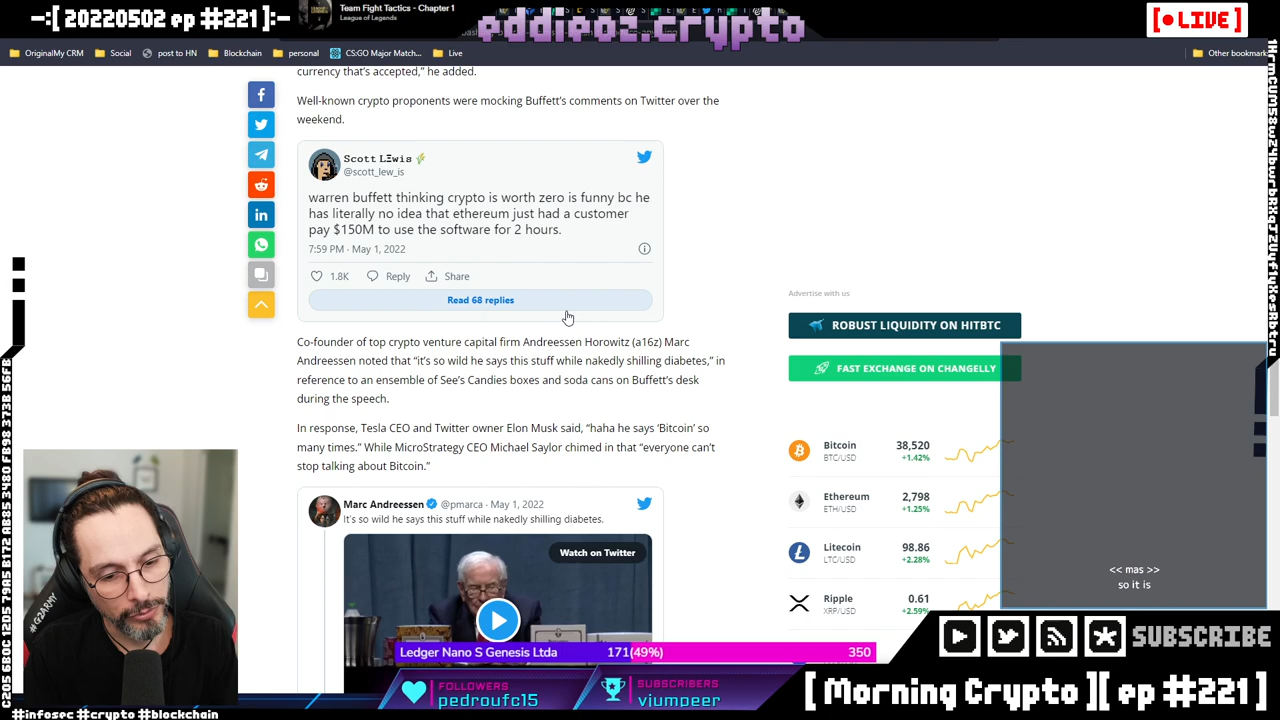 -:[ 20220502 ep #221 ]:-
Team Fight Tactics - Chapter 1
League of Legends
[ LIVE ]
OriginalMy CRM
Social
post to HN
Blockchain
personal
CS:GO Major Match...
Live
Other bookmark
currency that's accepted," he added.
Well-known crypto proponents were mocking Buffett's comments on Twitter over the
weekend.
Scott LΞwis
@scott_lew_is
warren buffett thinking crypto is worth zero is funny bc he
has literally no idea that ethereum just had a customer
pay $150M to use the software for 2 hours.
7:59 PM · May 1, 2022
1.8K Reply Share
Read 68 replies
Co-founder of top crypto venture capital firm Andreessen Horowitz (a16z) Marc
Andreessen noted that "it's so wild he says this stuff while nakedly shilling diabetes," in
reference to an ensemble of See's Candies boxes and soda cans on Buffett's desk
during the speech.
In response, Tesla CEO and Twitter owner Elon Musk said, "haha he says 'Bitcoin' so
many times." While MicroStrategy CEO Michael Saylor chimed in that "everyone can't
stop talking about Bitcoin."
Marc Andreessen @pmarca · May 1, 2022
It's so wild he says this stuff while nakedly shilling diabetes.
Watch on Twitter
Advertise with us
ROBUST LIQUIDITY ON HITBTC
FAST EXCHANGE ON CHANGELLY
Bitcoin 38,520
BTC/USD +1.42%
Ethereum 2,798
ETH/USD +1.25%
Litecoin 98.86
LTC/USD +2.28%
Ripple 0.61
XRP/USD +2.59%
<< mas >>
so it is
#G2ARMY
Ledger Nano S Genesis Ltda 171(49%) 350
FOLLOWERS
pedroufc15
SUBSCRIBERS
vjumpeer
SUBSCRIBE
[ Morning Crypto ][ ep #221 ]
#infosec #crypto #blockchain